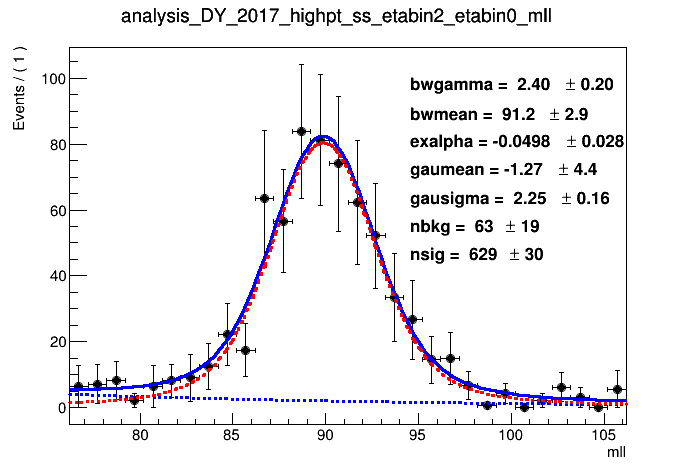 analysis_DY_2017_highpt_ss_etabin2_etabin0_mll
Events / ( 1 )
100
80
60
40
20
0
bwgamma = 2.40 ± 0.20
bwmean = 91.2 ± 2.9
exalpha = -0.0498 ± 0.028
gaumean = -1.27 ± 4.4
gausigma = 2.25 ± 0.16
nbkg = 63 ± 19
nsig = 629 ± 30
80 85 90 95 100 105
mll